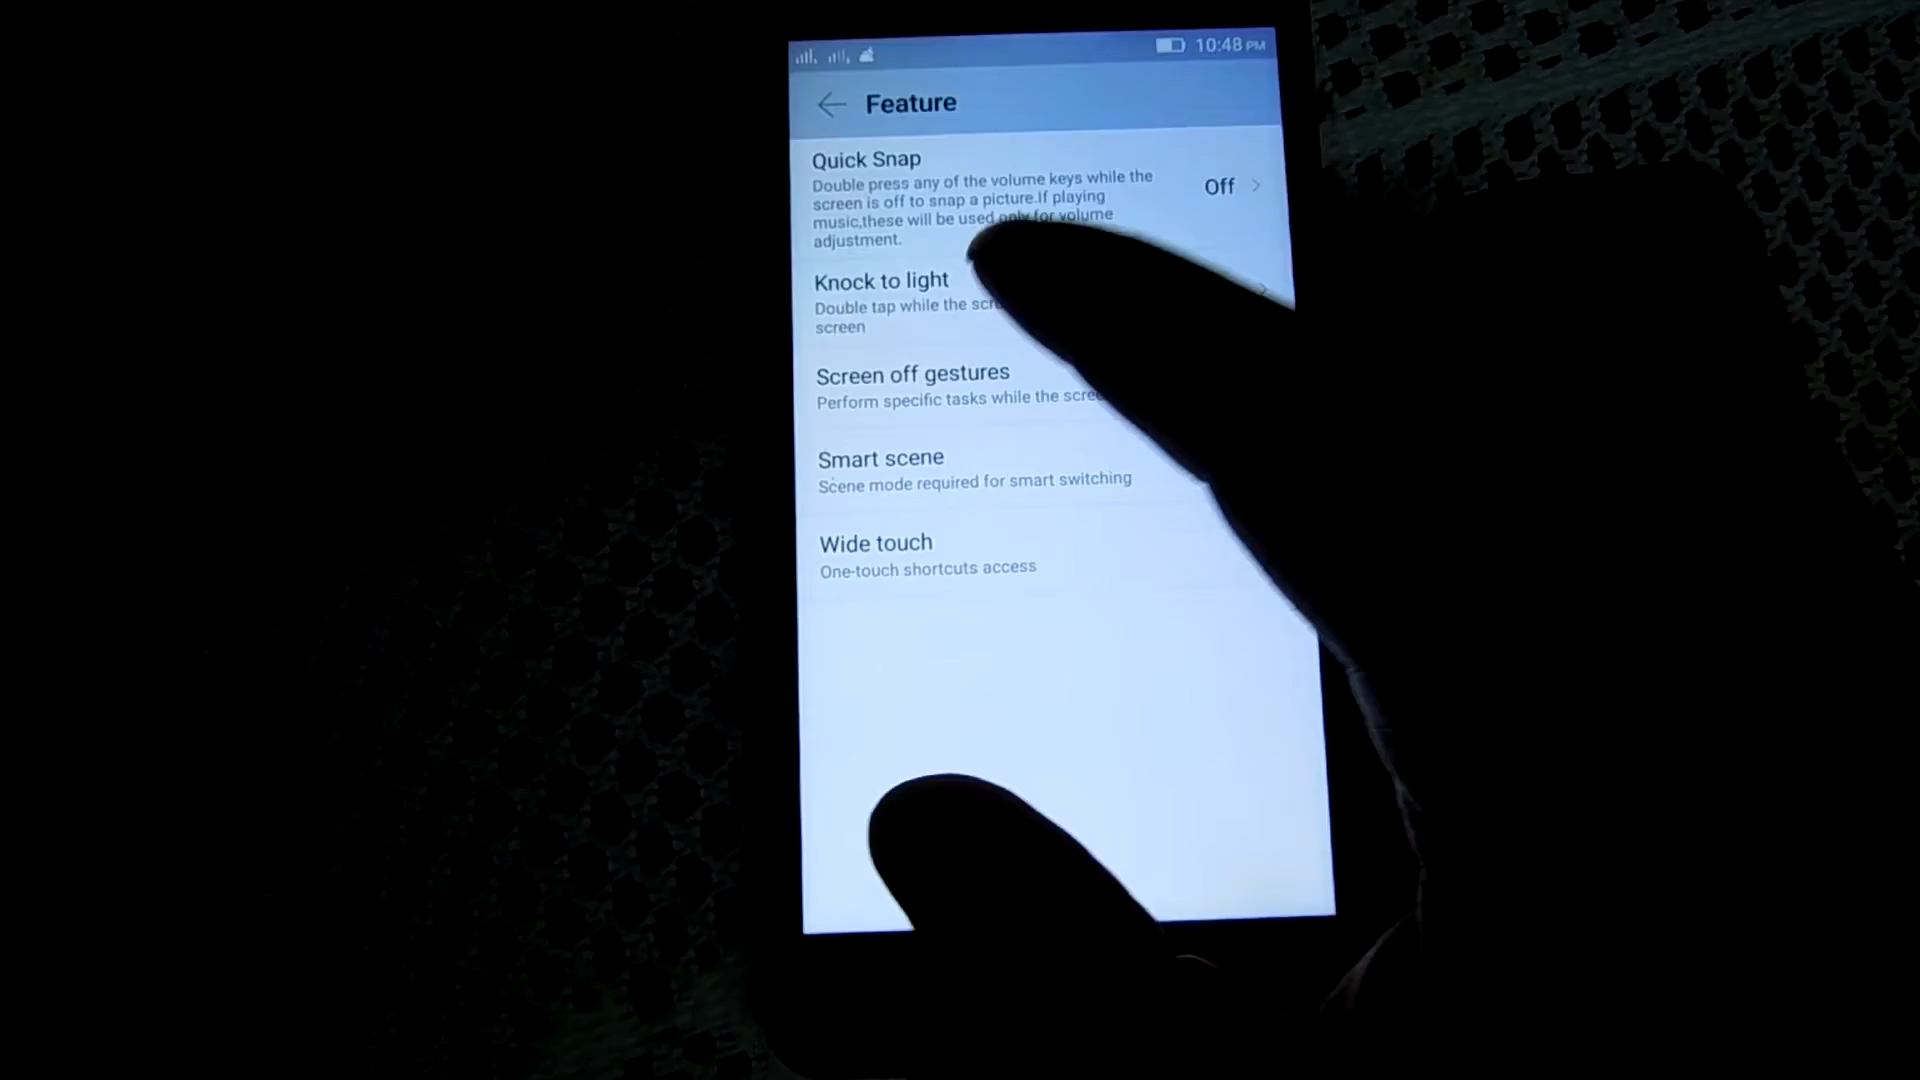 10:48 PM
Feature
Quick Snap
Double press any of the volume keys while the
screen is off to snap a picture.If playing
music,these will be used only for volume
adjustment.
Off
Knock to light
Double tap while the
screen
Screen off gestures
Perform specific tasks while the
Smart scene
Scene mode required for smart switching
Wide touch
One-touch shortcuts access